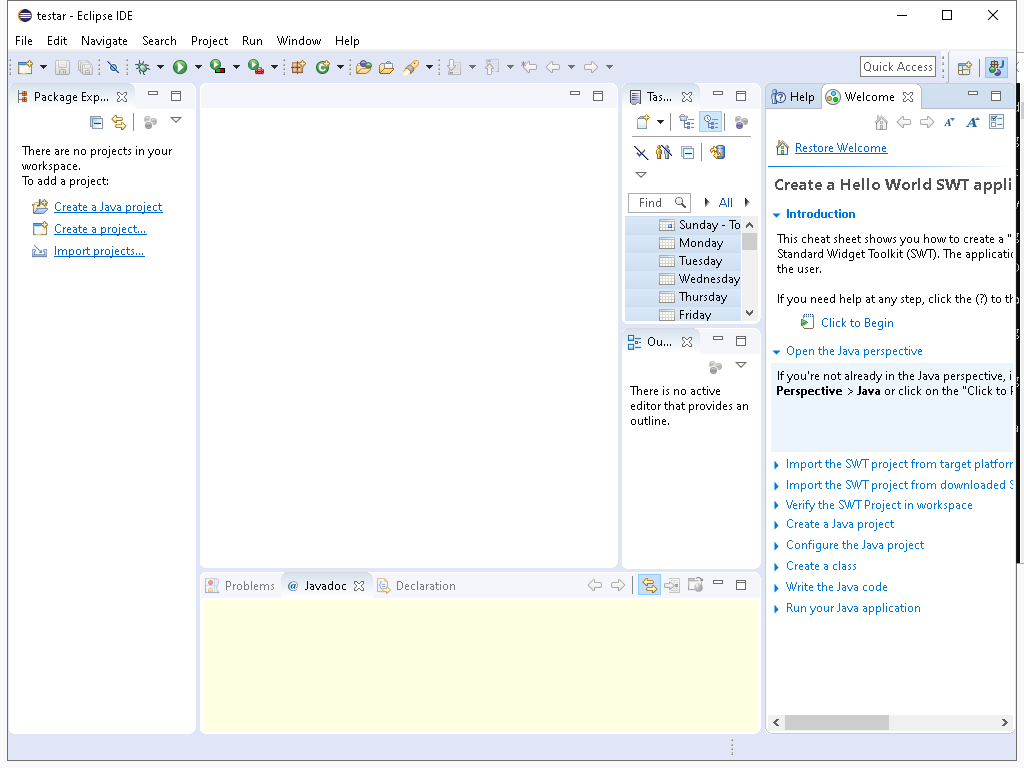 testar - Eclipse IDE
File Edit Navigate Search Project Run Window Help
Quick Access
Package Exp...
There are no projects in your
workspace.
To add a project:
Create a Java project
Create a project...
Import projects...
Tas...
Find
All
Sunday - To
Monday
Tuesday
Wednesday
Thursday
Friday
Ou...
There is no active
editor that provides an
outline.
Help
Welcome
Restore Welcome
Create a Hello World SWT appli
Introduction
This cheat sheet shows you how to create a "
Standard Widget Toolkit (SWT). The applicatio
the user.
If you need help at any step, click the (?) to th
Click to Begin
Open the Java perspective
If you're not already in the Java perspective, i
Perspective > Java or click on the "Click to
Import the SWT project from target platform
Import the SWT project from downloaded S
Verify the SWT Project in workspace
Create a Java project
Configure the Java project
Create a class
Write the Java code
Run your Java application
Problems
@ Javadoc
Declaration